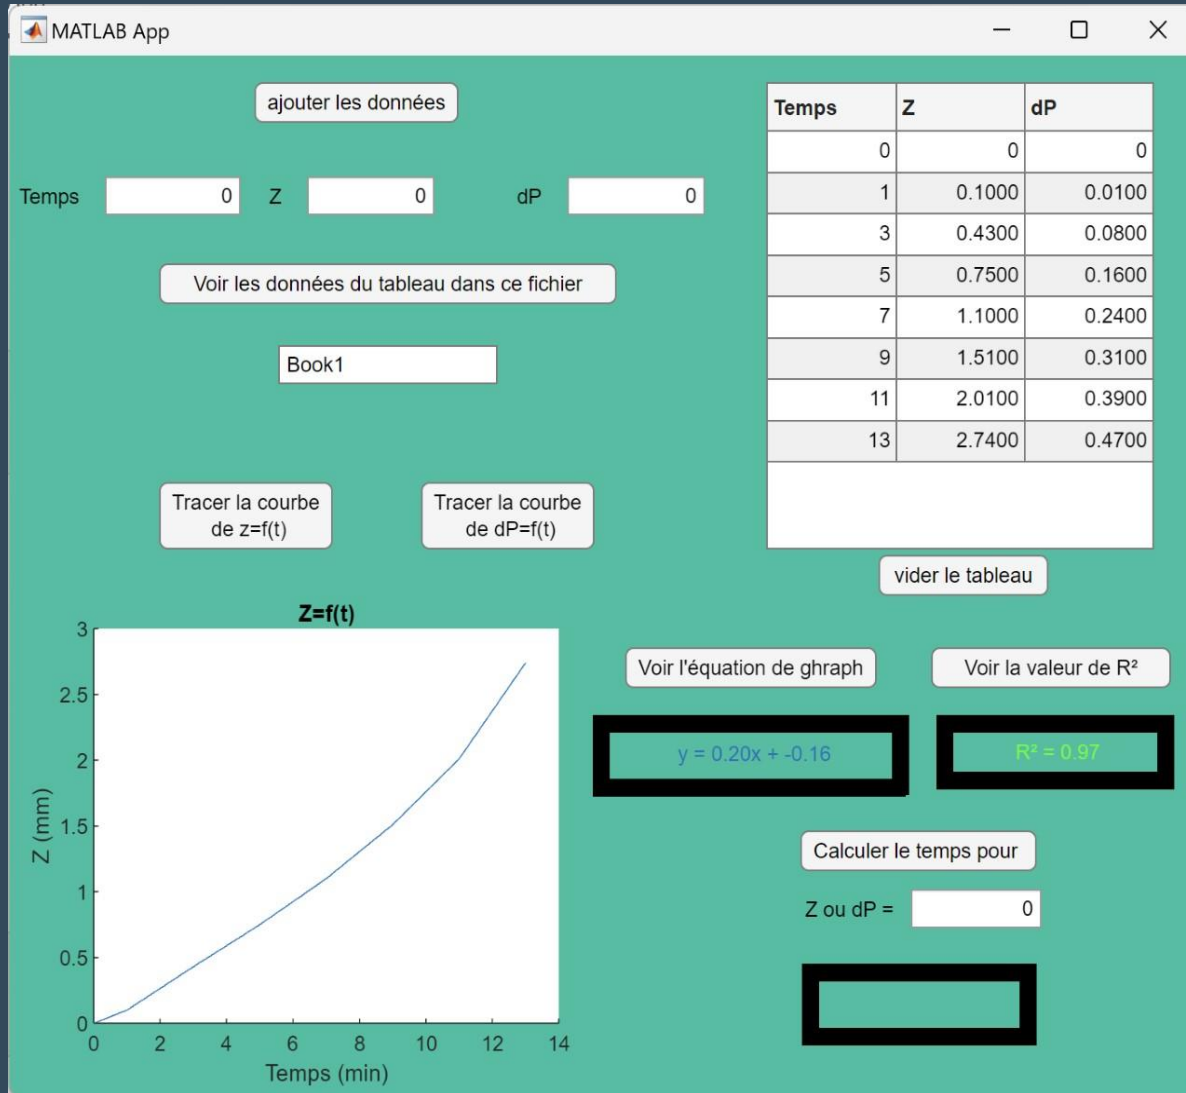 MATLAB App
ajouter les données
Temps 0 Z 0 dP 0
Voir les données du tableau dans ce fichier
Book1
Temps Z dP
0 0 0
1 0.1000 0.0100
3 0.4300 0.0800
5 0.7500 0.1600
7 1.1000 0.2400
9 1.5100 0.3100
11 2.0100 0.3900
13 2.7400 0.4700
Tracer la courbe
de z=f(t)
Tracer la courbe
de dP=f(t)
vider le tableau
Z=f(t)
3
2.5
2
1.5
1
0.5
0
Z (mm)
0 2 4 6 8 10 12 14
Temps (min)
Voir l'équation de ghraph
Voir la valeur de R²
y = 0.20x + -0.16
R² = 0.97
Calculer le temps pour
Z ou dP = 0